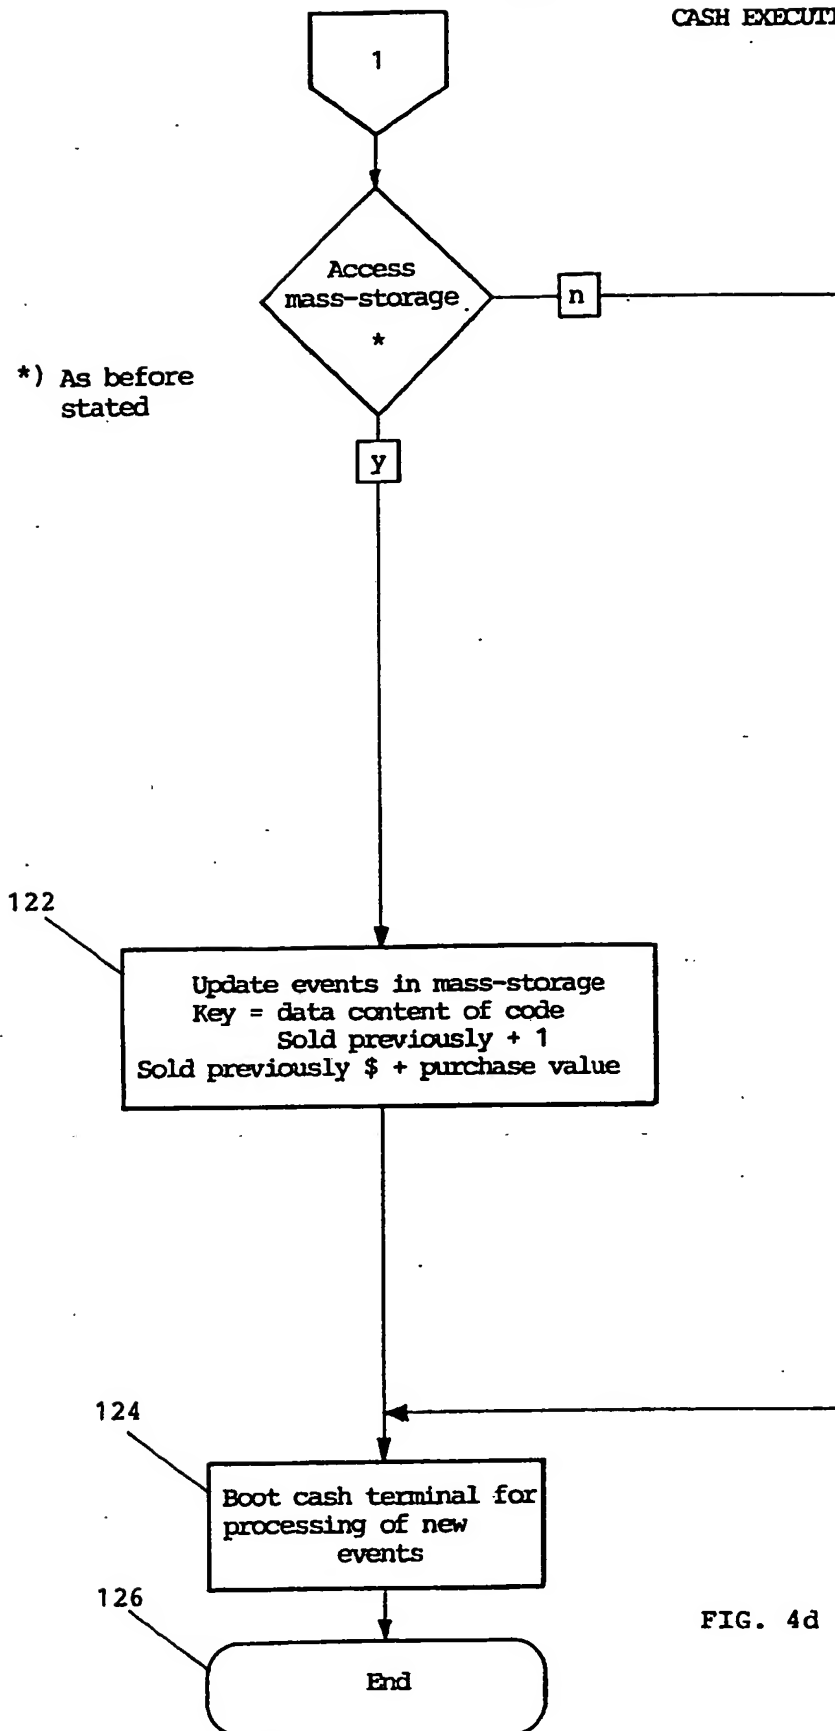 CASH EXECUTI
1
Access
mass-storage
*
n
*) As before
stated
y
122
Update events in mass-storage
Key = data content of code
Sold previously + 1
Sold previously $ + purchase value
124
Boot cash terminal for
processing of new
events
126
End
FIG. 4d